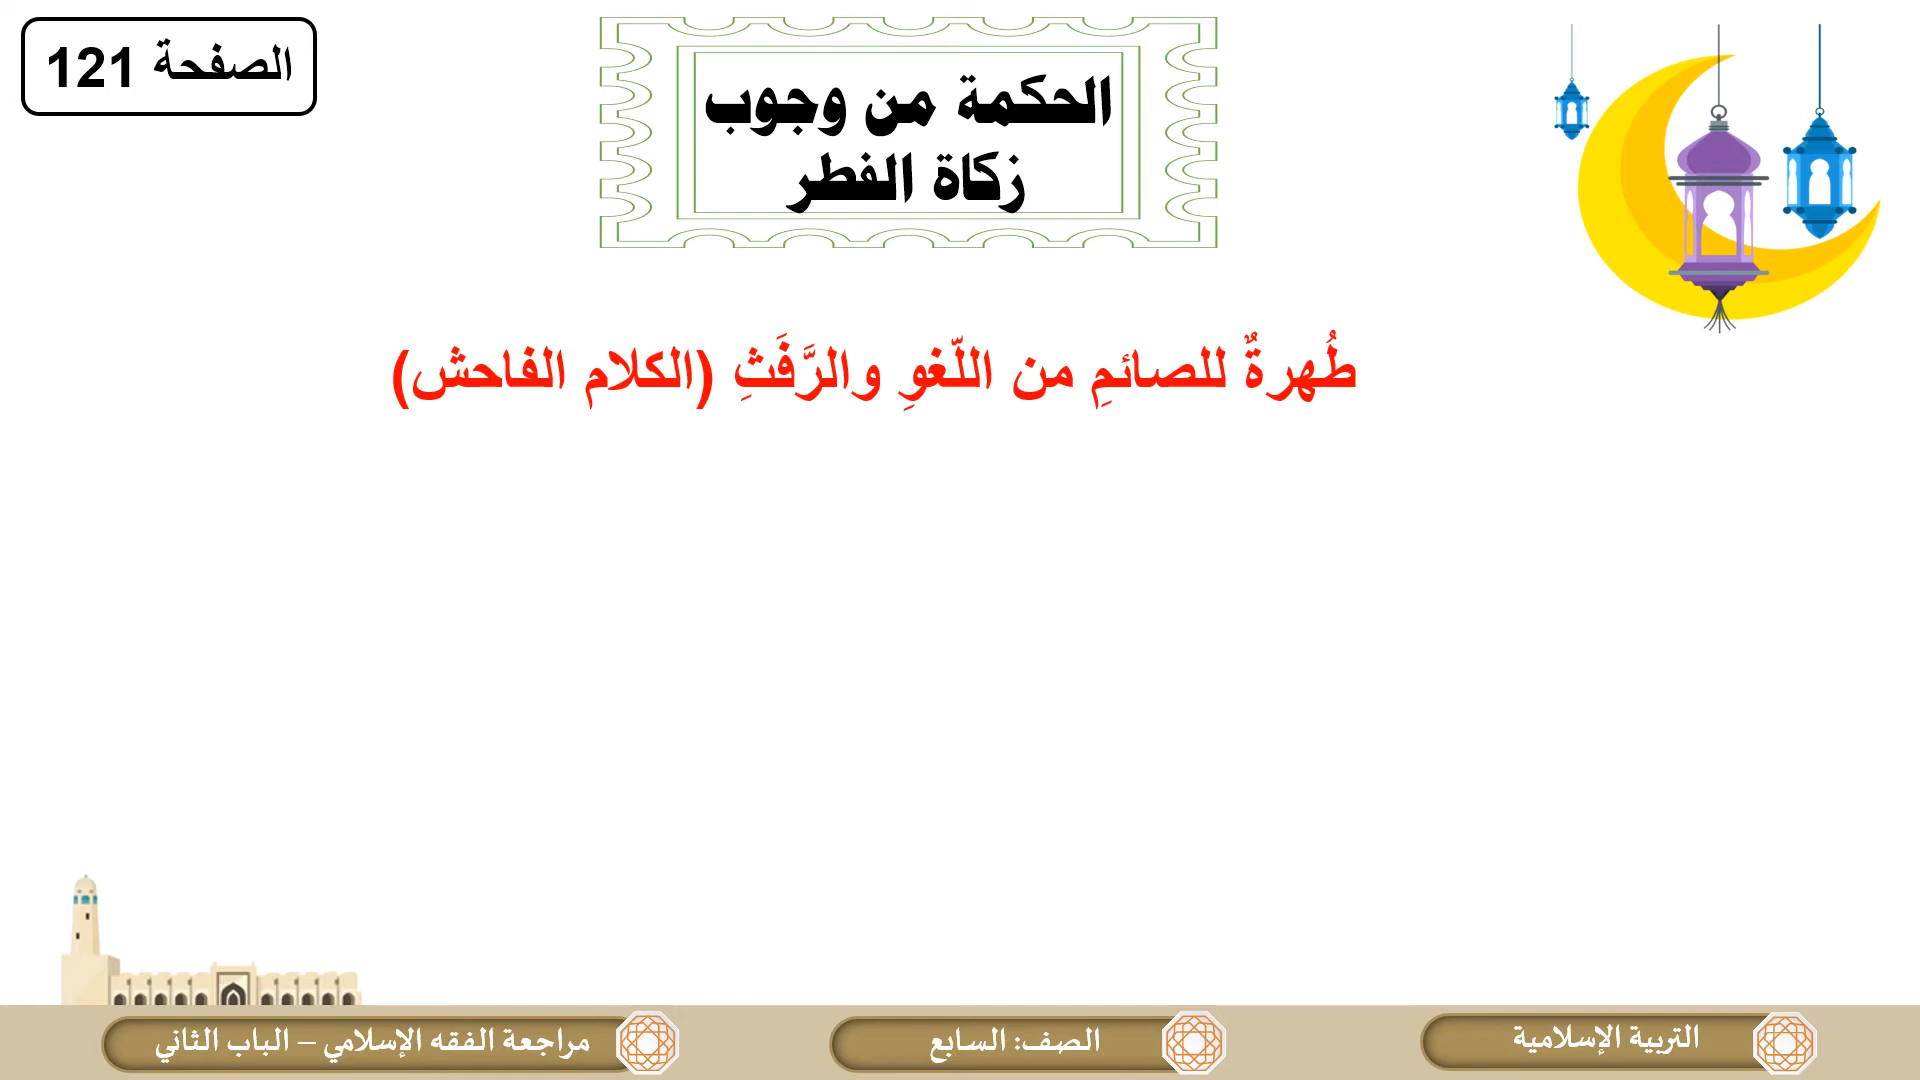 الصفحة 121
الحكمة من وجوب
زكاة الفطر
طُهرةٌ للصائمِ من اللّغوِ والرَّفَثِ (الكلام الفاحش)
التربية الإسلامية
الصف: السابع
مراجعة الفقه الإسلامي – الباب الثاني